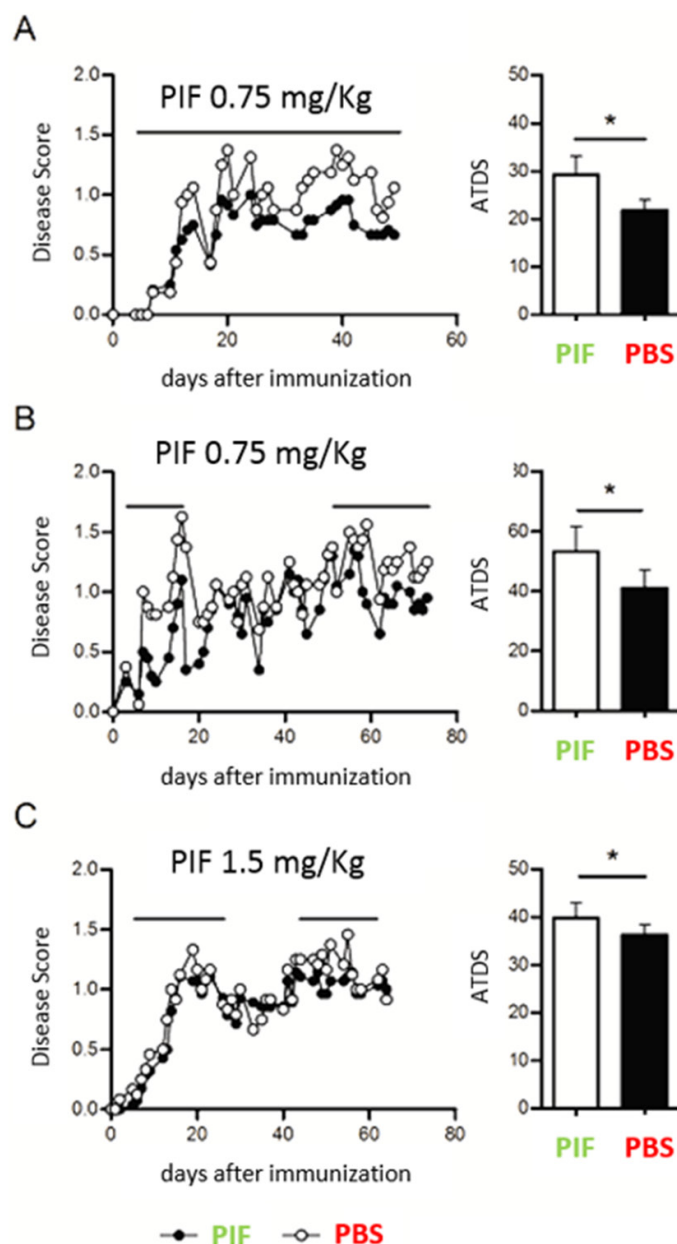 A
PIF 0.75 mg/Kg
2.0
1.5
1.0
0.5
0.0
Disease Score
0 20 40 60
days after immunization
50
40
30
20
10
0
ATDS
*
PIF PBS
B
PIF 0.75 mg/Kg
2.0
1.5
1.0
0.5
0.0
Disease Score
0 20 40 60 80
days after immunization
80
60
40
20
0
ATDS
*
PIF PBS
C
PIF 1.5 mg/Kg
2.0
1.5
1.0
0.5
0.0
Disease Score
0 20 40 60 80
days after immunization
50
40
30
20
10
0
ATDS
*
PIF PBS
PIF PBS